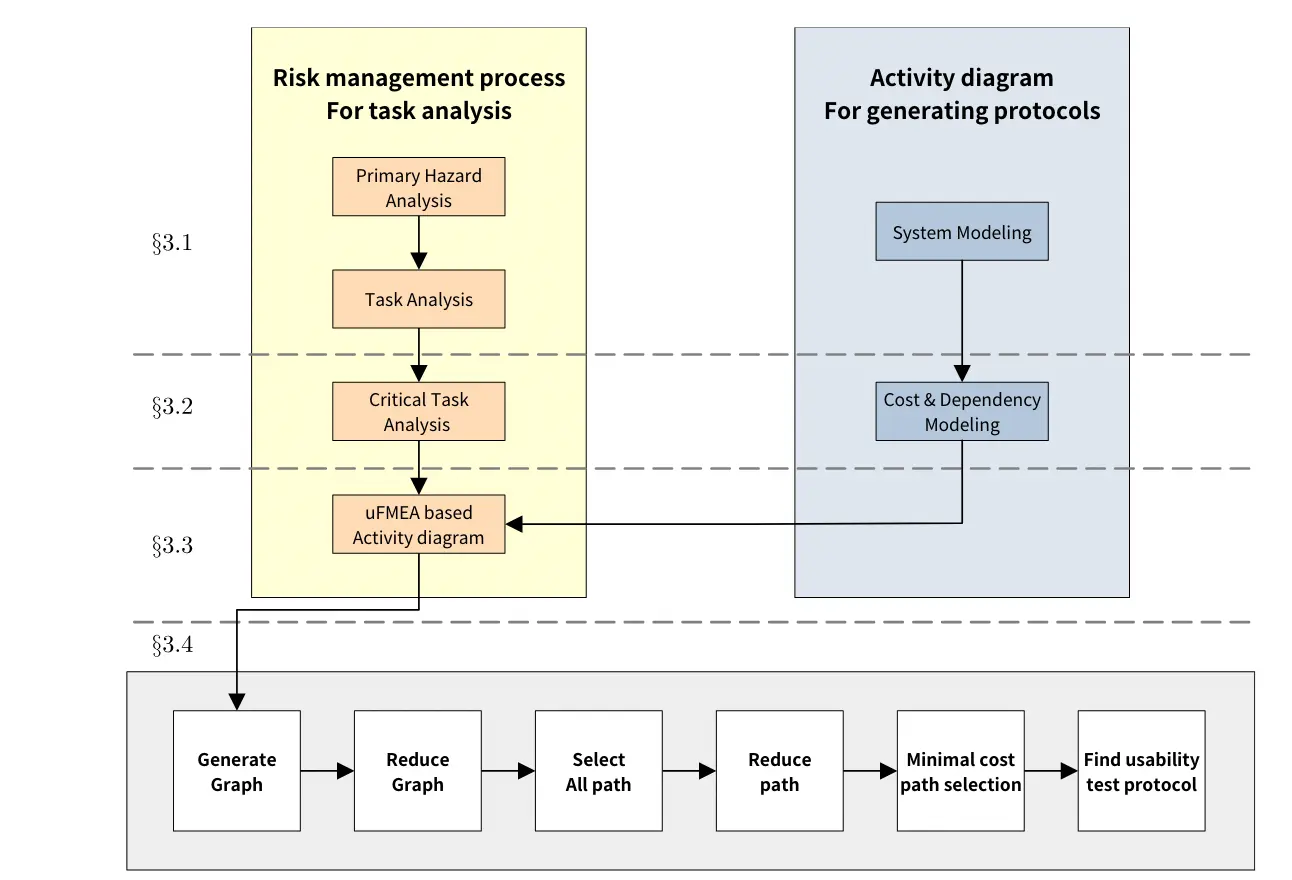 Risk management process
For task analysis
Activity diagram
For generating protocols
Primary Hazard
Analysis
System Modeling
§3.1
Task Analysis
§3.2
Critical Task
Analysis
Cost & Dependency
Modeling
§3.3
uFMEA based
Activity diagram
§3.4
Generate
Graph
Reduce
Graph
Select
All path
Reduce
path
Minimal cost
path selection
Find usability
test protocol